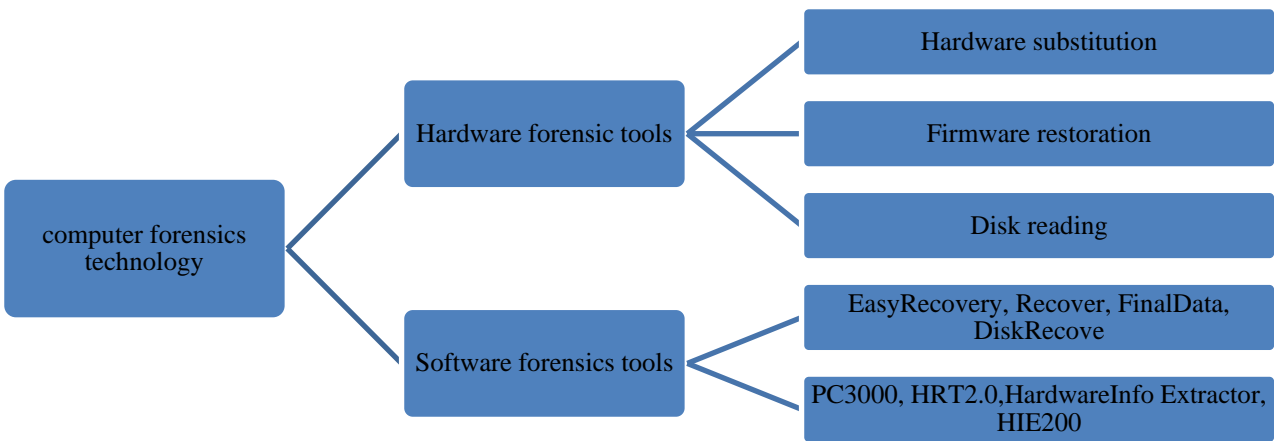 computer forensics
technology
Hardware forensic tools
Software forensics tools
Hardware substitution
Firmware restoration
Disk reading
EasyRecovery, Recover, FinalData,
DiskRecove
PC3000, HRT2.0,HardwareInfo Extractor,
HIE200